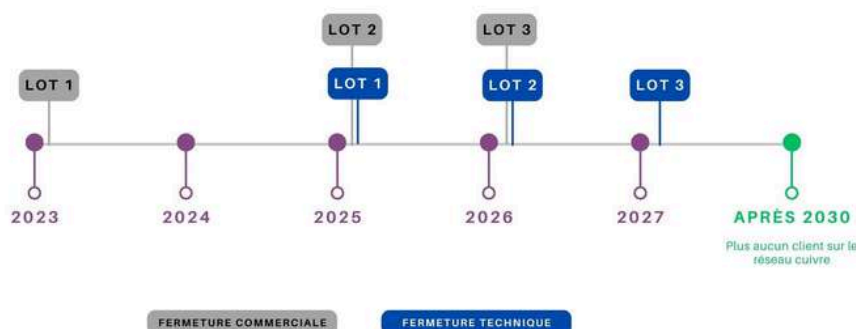 LOT 2
LOT 3
LOT 1
LOT 1
LOT 2
LOT 3
2023
2024
2025
2026
2027
APRÈS 2030
Plus aucun client sur le
réseau cuivre
FERMETURE COMMERCIALE
FERMETURE TECHNIQUE